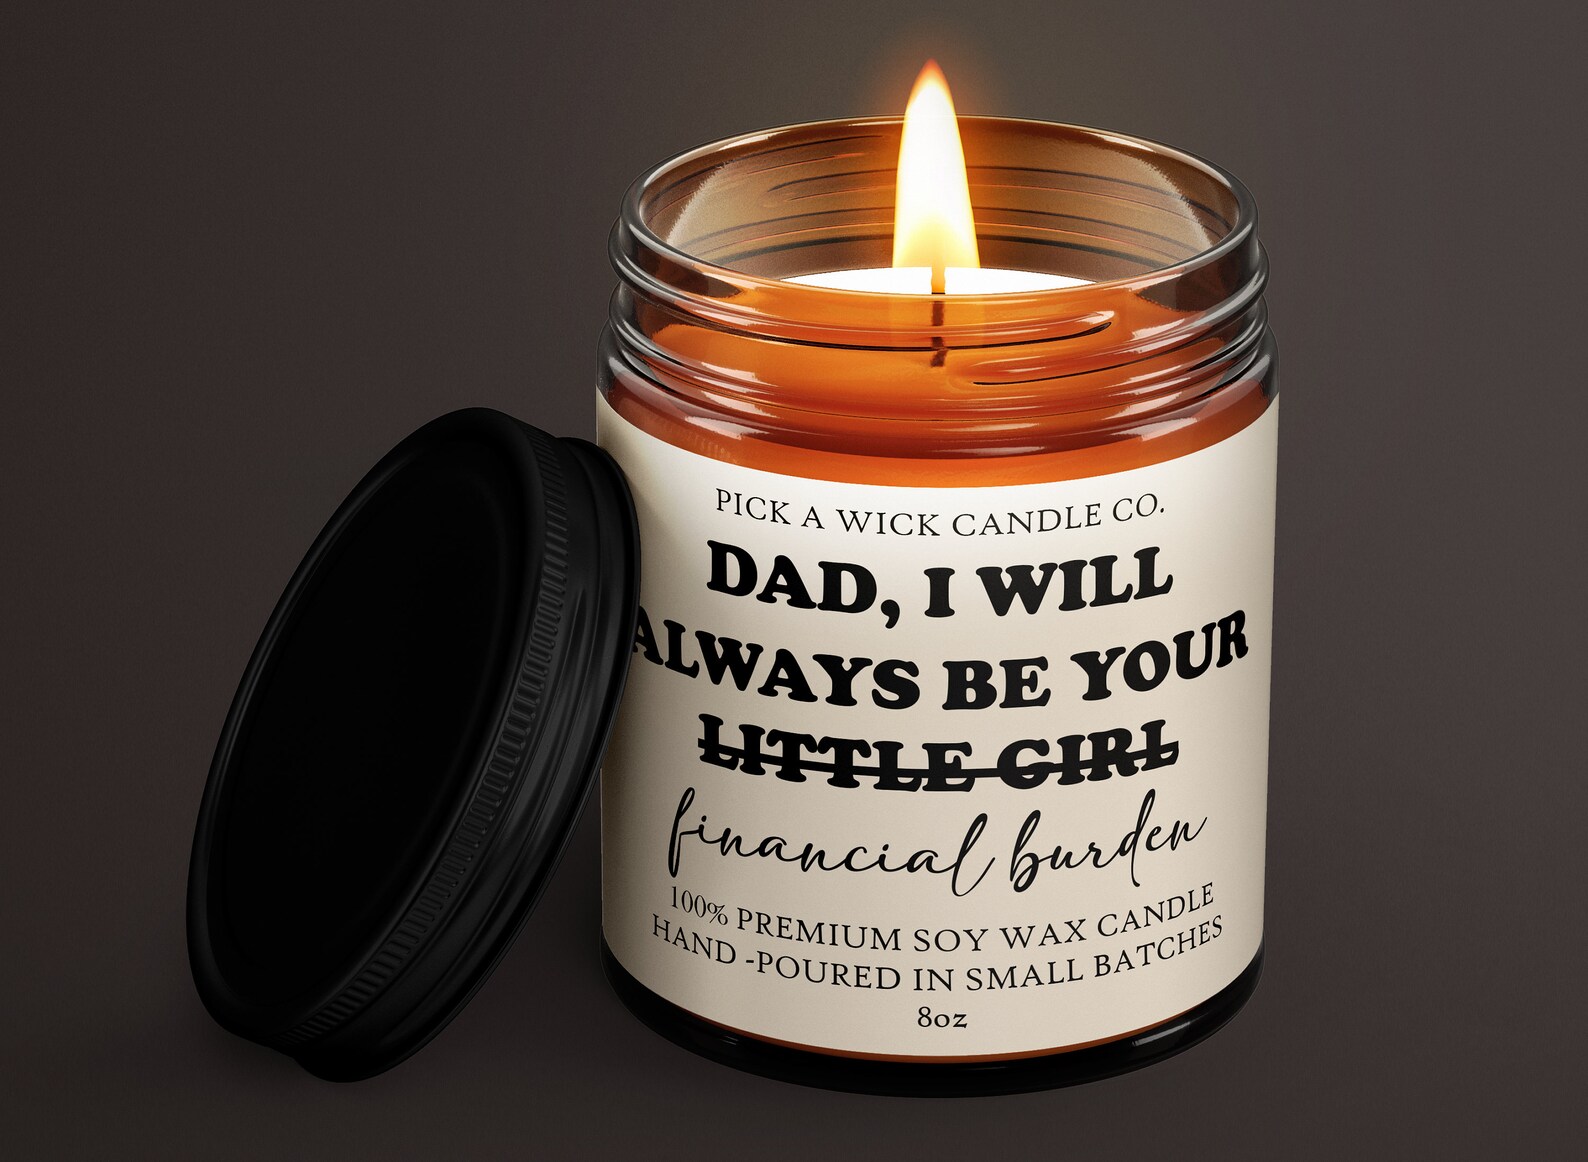 PICK A WICK CANDLE CO.
DAD, I WILL
ALWAYS BE YOUR
LITTLE GIRL
financial burden
100% PREMIUM SOY WAX CANDLE
HAND -POURED IN SMALL BATCHES
8oz